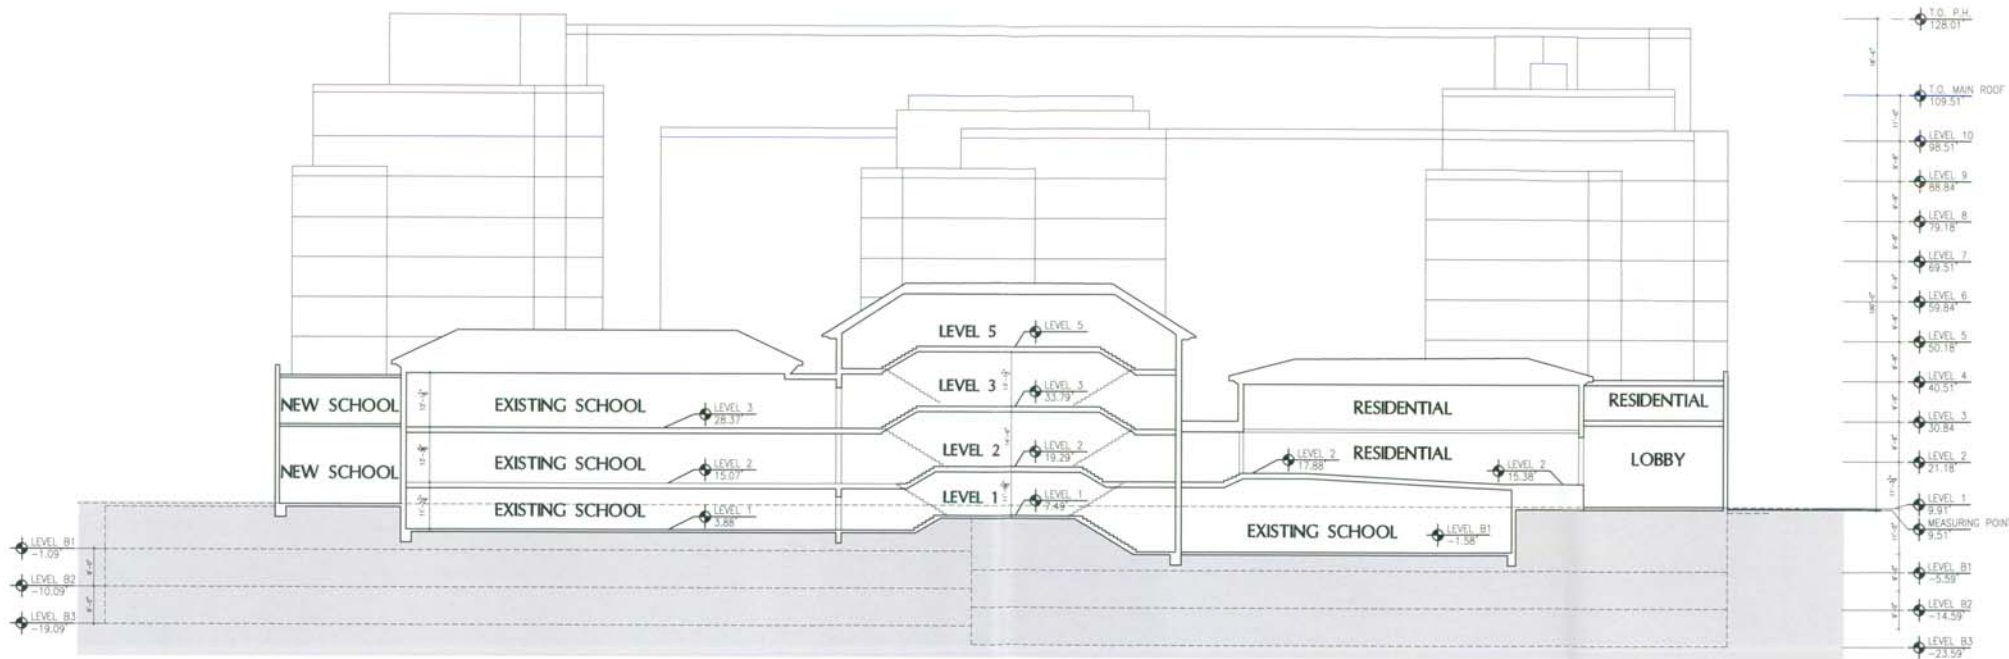 T.O. P.H.
128.01'
T.O. MAIN ROOF
109.51'
LEVEL 10
98.51'
LEVEL 9
88.84'
LEVEL 8
79.18'
LEVEL 7
69.51'
LEVEL 6
59.84'
LEVEL 5
50.18'
LEVEL 4
40.51'
LEVEL 3
30.84
LEVEL 2
21.18'
LEVEL 1
9.91'
MEASURING POINT
9.51'
LEVEL B1
-5.59'
LEVEL B2
-14.59'
LEVEL B3
-23.59'
LEVEL 5
LEVEL 5
LEVEL 3
LEVEL 3
33.79'
LEVEL 2
LEVEL 2
19.29'
LEVEL 1
LEVEL 1
7.49'
NEW SCHOOL
NEW SCHOOL
EXISTING SCHOOL
LEVEL 3
28.37'
EXISTING SCHOOL
LEVEL 2
15.07'
EXISTING SCHOOL
LEVEL 1
3.88'
RESIDENTIAL
RESIDENTIAL
RESIDENTIAL
LOBBY
LEVEL 2
17.88'
LEVEL 2
15.38'
EXISTING SCHOOL
LEVEL B1
-1.58'
LEVEL B1
-1.09'
LEVEL B2
-10.09'
LEVEL B3
-19.09'